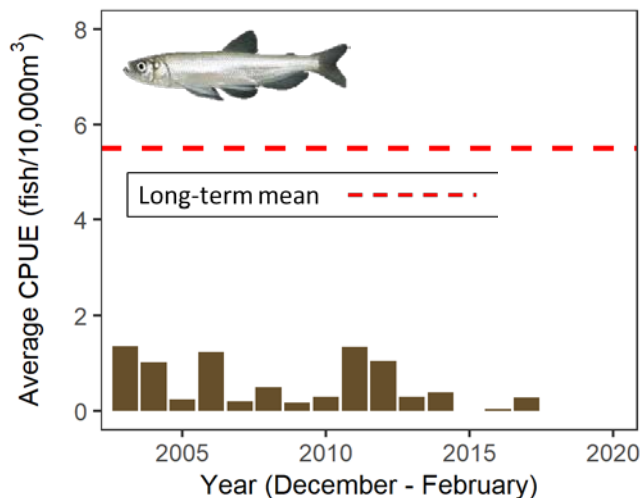 8
6
4
2
0
Average CPUE (fish/10,000m³)
Long-term mean
2005 2010 2015 2020
Year (December - February)